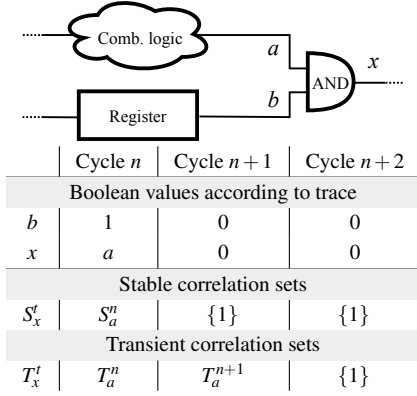 Comb. logic
a
x
AND
b
Register
Cycle n Cycle n + 1 Cycle n + 2
Boolean values according to trace
b 1 0 0
x a 0 0
Stable correlation sets
S_x^t S_a^n {1} {1}
Transient correlation sets
T_x^t T_a^n T_a^{n+1} {1}